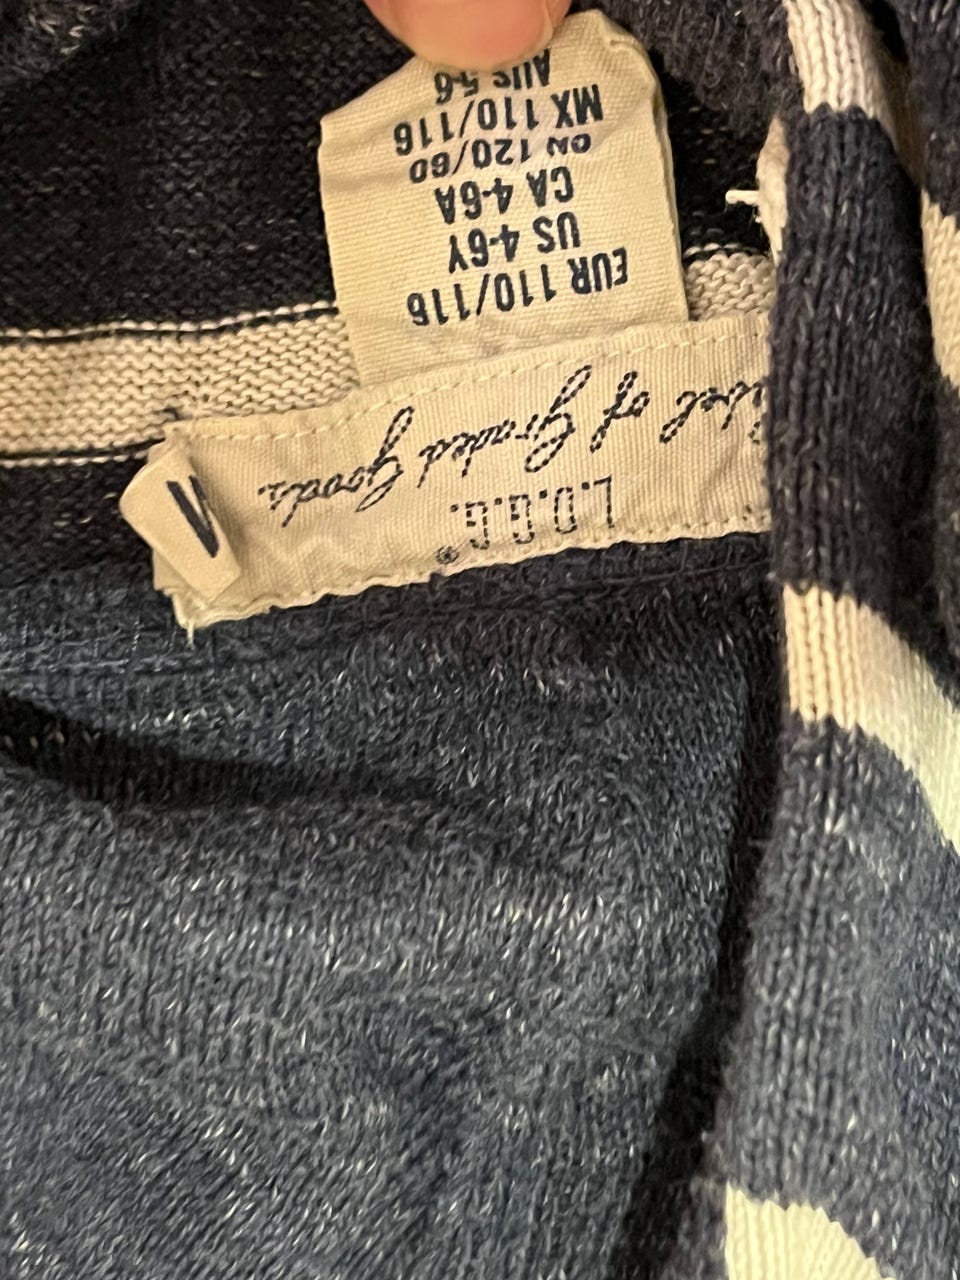 L.O.G.G.®
of Graded Goods.
EUR 110/116
US 4-6Y
CA 4-6A
CN 120/60
MX 110/116
AUS 5-6